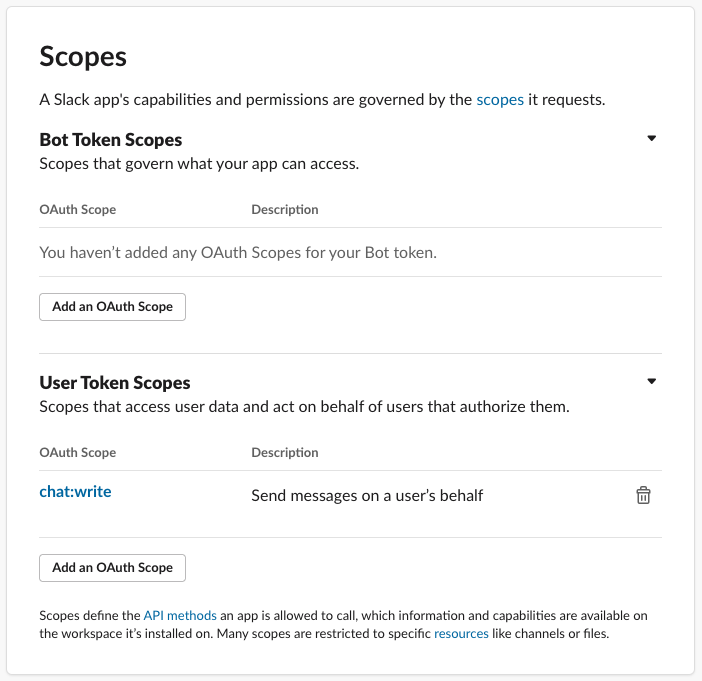 Scopes
A Slack app's capabilities and permissions are governed by the scopes it requests.
Bot Token Scopes
Scopes that govern what your app can access.
OAuth Scope Description
You haven’t added any OAuth Scopes for your Bot token.
Add an OAuth Scope
User Token Scopes
Scopes that access user data and act on behalf of users that authorize them.
OAuth Scope Description
chat:write Send messages on a user’s behalf
Add an OAuth Scope
Scopes define the API methods an app is allowed to call, which information and capabilities are available on
the workspace it’s installed on. Many scopes are restricted to specific resources like channels or files.